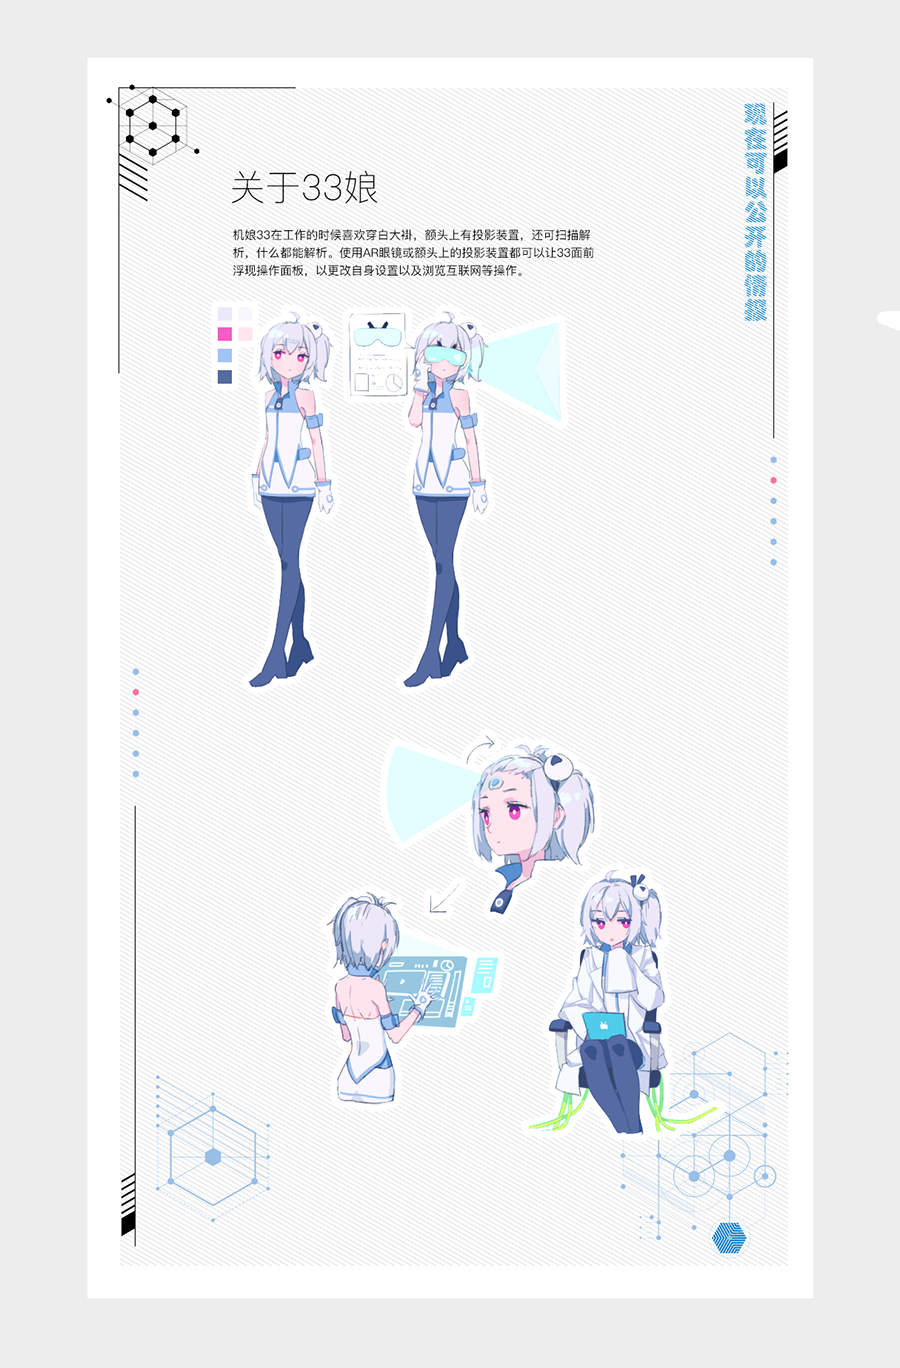 关于33娘
机娘33在工作的时候喜欢穿白大褂，额头上有投影装置，还可扫描解
析，什么都能解析。使用AR眼镜或额头上的投影装置都可以让33面前
浮现操作面板，以更改自身设置以及浏览互联网等操作。
现在可以公开的情报